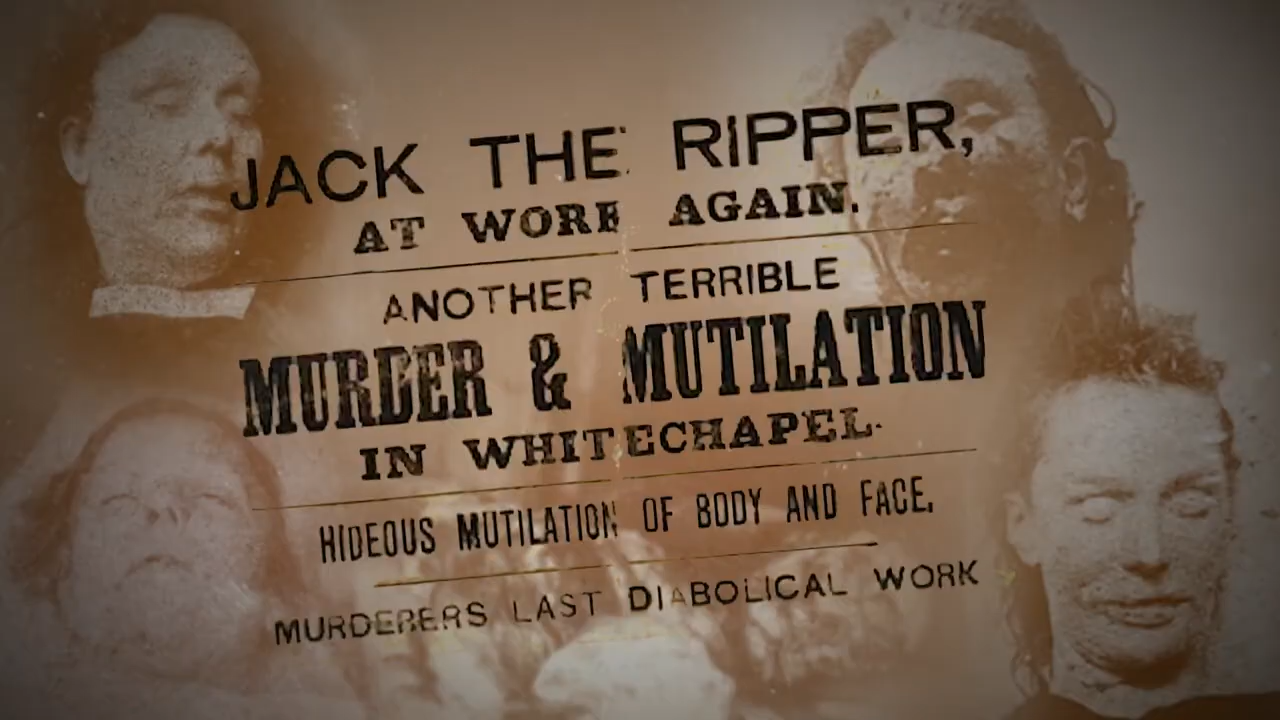 JACK THE RIPPER,
AT WORK AGAIN.
ANOTHER TERRIBLE
MURDER & MUTILATION
IN WHITECHAPEL.
HIDEOUS MUTILATION OF BODY AND FACE.
MURDERERS LAST DIABOLICAL WORK